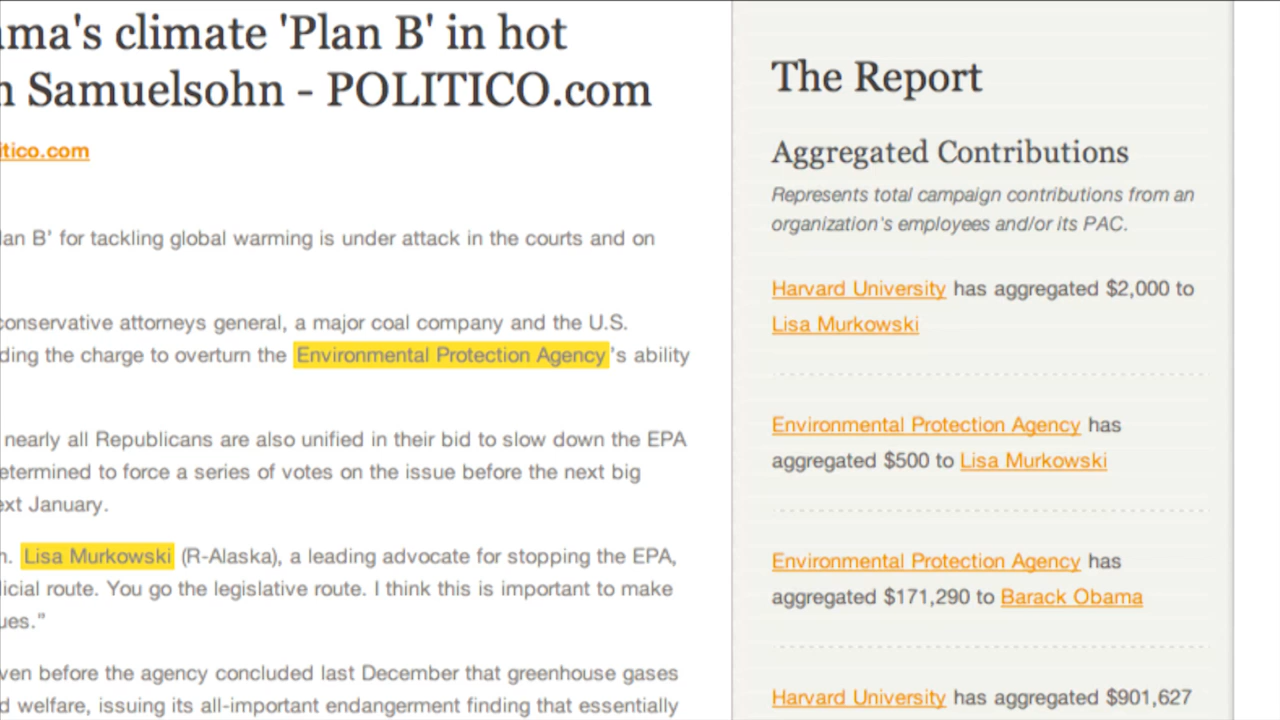 ama's climate 'Plan B' in hot
n Samuelsohn - POLITICO.com
itico.com
lan B' for tackling global warming is under attack in the courts and on
conservative attorneys general, a major coal company and the U.S.
ding the charge to overturn the Environmental Protection Agency's ability
nearly all Republicans are also unified in their bid to slow down the EPA
etermined to force a series of votes on the issue before the next big
ext January.
n. Lisa Murkowski (R-Alaska), a leading advocate for stopping the EPA,
licial route. You go the legislative route. I think this is important to make
ues.”
ven before the agency concluded last December that greenhouse gases
d welfare, issuing its all-important endangerment finding that essentially
The Report
Aggregated Contributions
Represents total campaign contributions from an
organization's employees and/or its PAC.
Harvard University has aggregated $2,000 to
Lisa Murkowski
Environmental Protection Agency has
aggregated $500 to Lisa Murkowski
Environmental Protection Agency has
aggregated $171,290 to Barack Obama
Harvard University has aggregated $901,627